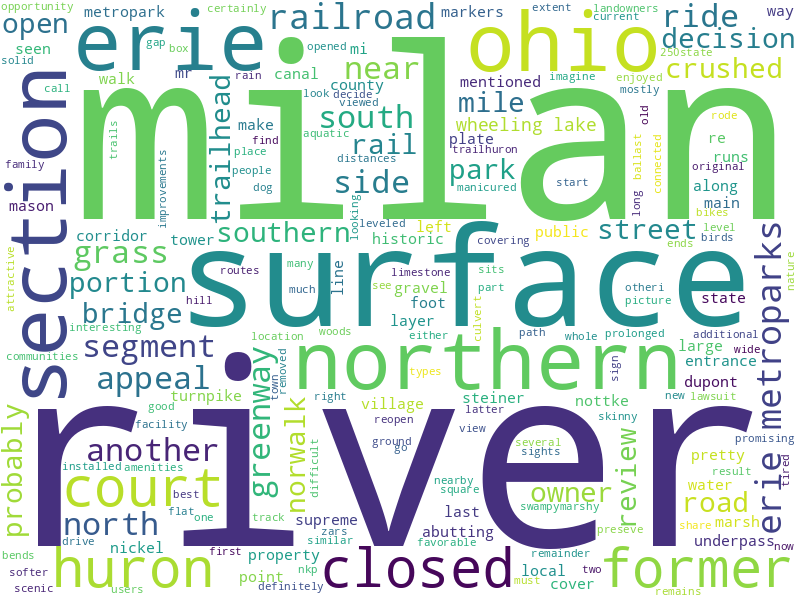 opportunity certainly extent landowners
metropark markers current
open erie railroad ohio ride way
seen gap box opened decision
solid mi mr rain imagine 250state
call walk canal near crushed
section milan
trails county look decide viewed enjoyed mostly
trailhead south mentioned mile old rode
find aquatic plate wheeling lake
place rail trailhuron re
improvements people distances park manicured runs
family dog side start long ballast connected original
mason looking leveled along bikes
corridor southern historic left public street main level
grass tower covering birds ends
attractive portion routes line many limestone sits otheri state
hill surface
much see gravel part picture nature
interesting bridge foot culvert path whole prolonged additional
communities location layer either northern wide large
segment woods types sign entrance
appeal greenway town removed dupont
turnpike right steiner nottke new lawsuit
good village latter skinny
probably another facility norwalk reopen view several review pretty promising
installed amenities ground go sights result tired
court difficult nearby owner water metroparks
best square swampymarshy road
north flat one track supreme last abutting marsh share
bends drive nickel zars favorable preseve underpass now
first similar property local remainder two
softer huron nkp point closed cover former
scenic users definitely must remains
river